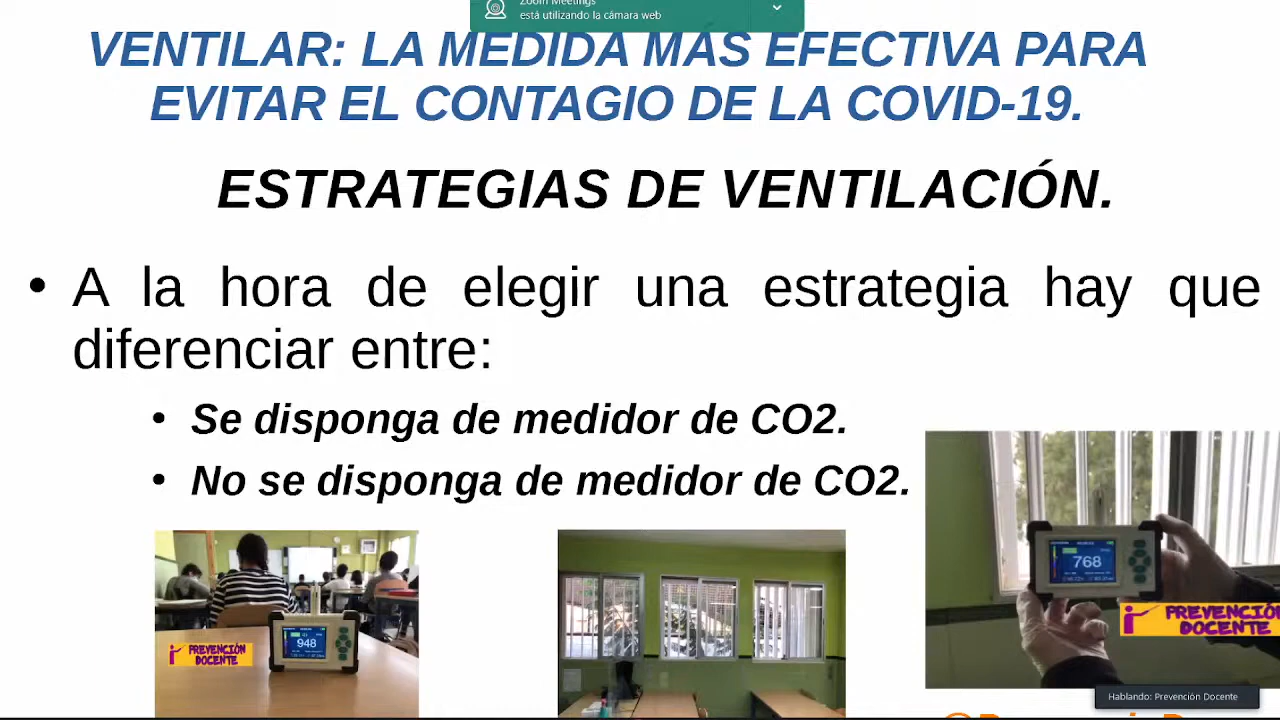 Zoom Meetings
está utilizando la cámara web
VENTILAR: LA MEDIDA MÁS EFECTIVA PARA
EVITAR EL CONTAGIO DE LA COVID-19.
ESTRATEGIAS DE VENTILACIÓN.
• A la hora de elegir una estrategia hay que
diferenciar entre:
• Se disponga de medidor de CO2.
• No se disponga de medidor de CO2.
768
PREVENCIÓ
DOCENTE
948
PREVENCIÓN
DOCENTE
Hablando: Prevención Docente